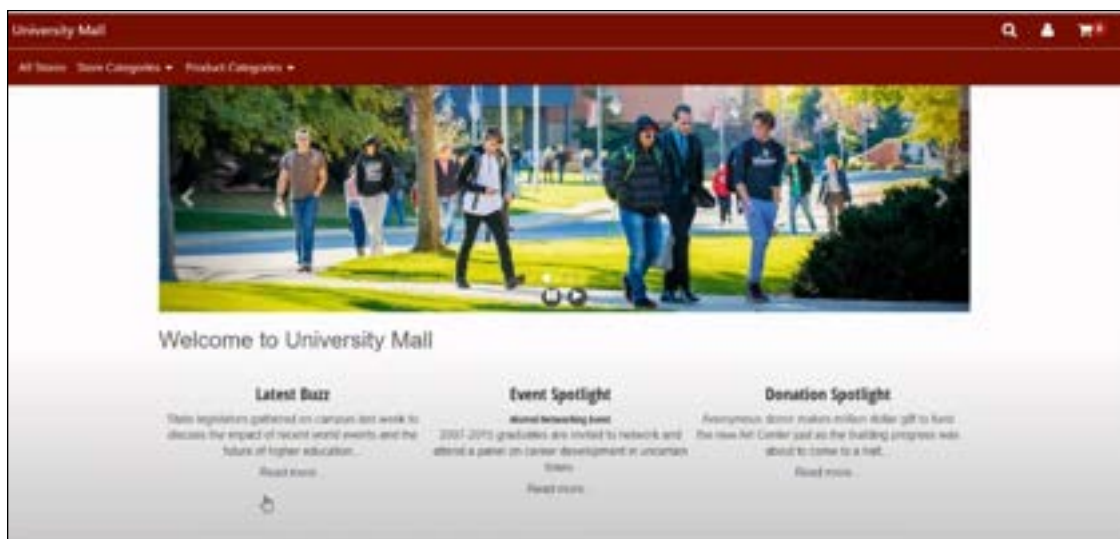 University Mall
0
All Stores Store Categories Product Categories
Welcome to University Mall
Latest Buzz
State legislators gathered on campus last week to
discuss the impact of recent world events and the
future of higher education...
Read more...
Event Spotlight
Alumni Networking Event
2007-2015 graduates are invited to network and
attend a panel on career development in uncertain
times.
Read more...
Donation Spotlight
Anonymous donor makes million dollar gift to fund
the new Art Center just as the building progress was
about to come to a halt.
Read more...